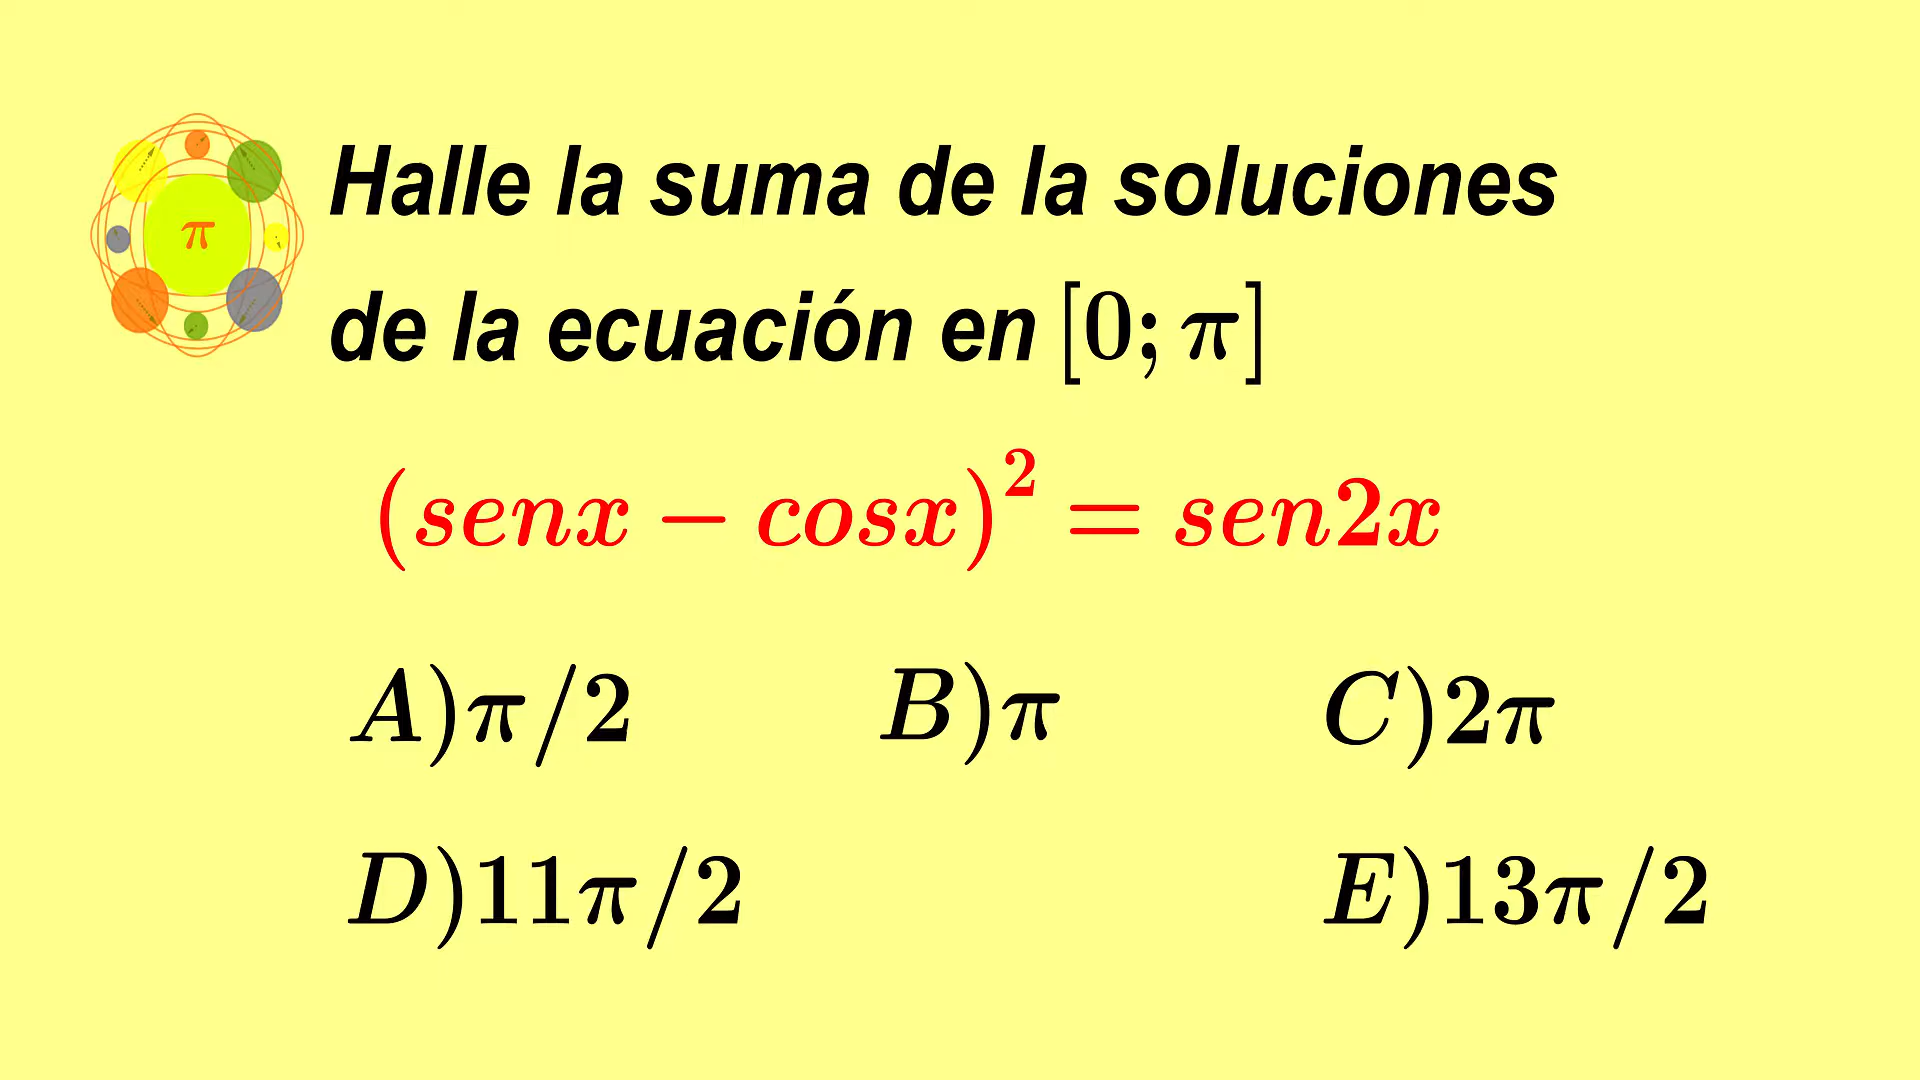 π
Halle la suma de la soluciones
de la ecuación en [0; π]
(senx − cosx)² = sen2x
A)π/2 B)π C)2π
D)11π/2 E)13π/2